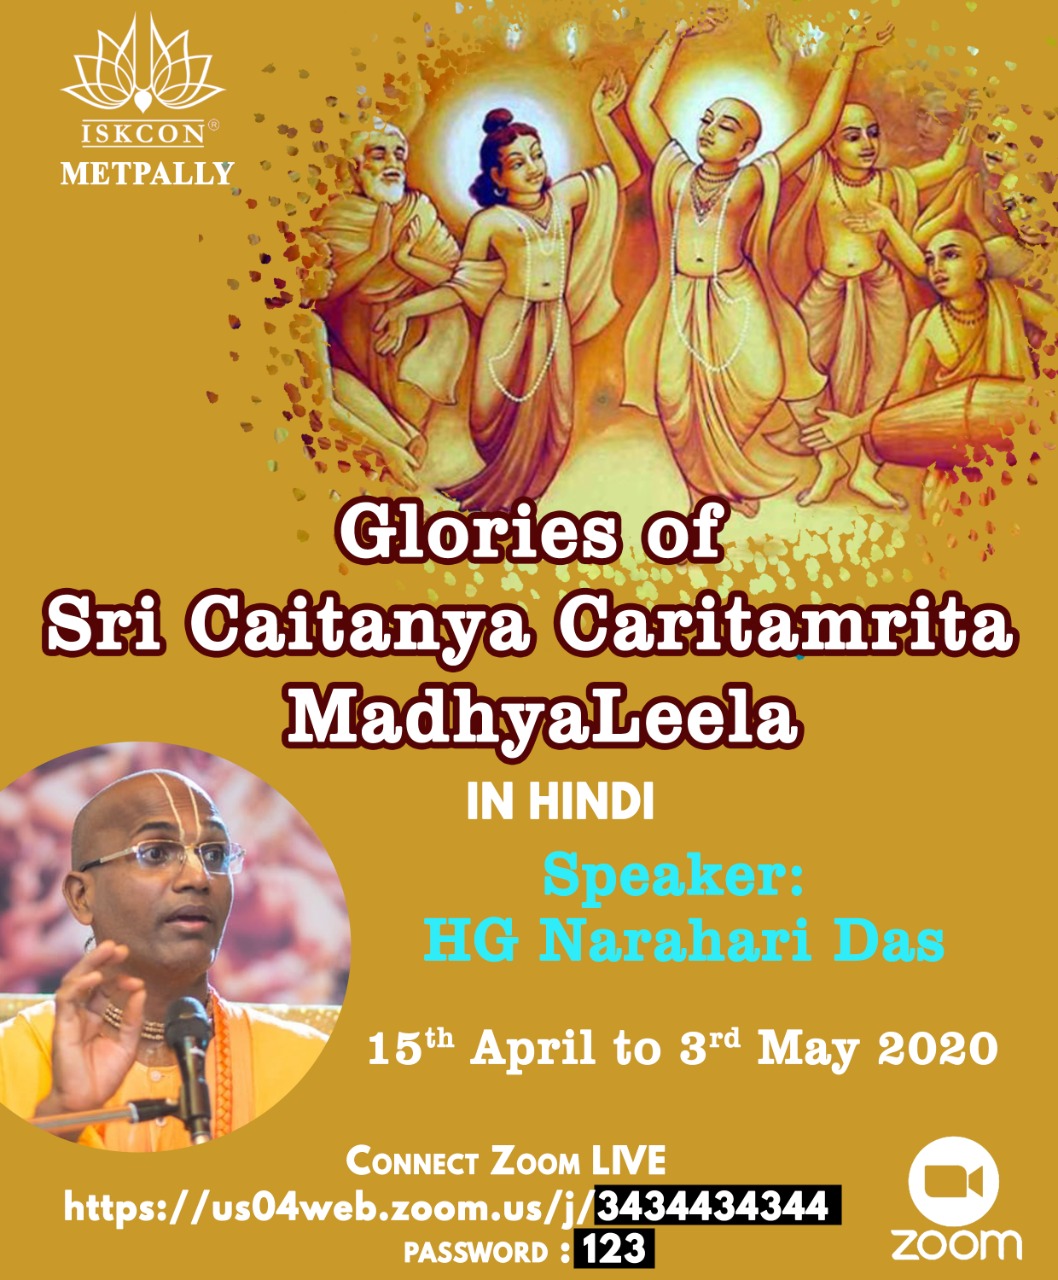 ISKCON®
METPALLY
Glories of
Sri Caitanya Caritamrita
MadhyaLeela
IN HINDI
Speaker:
HG Narahari Das
15th April to 3rd May 2020
Connect Zoom LIVE
https://us04web.zoom.us/j/3434434344
PASSWORD : 123
zoom